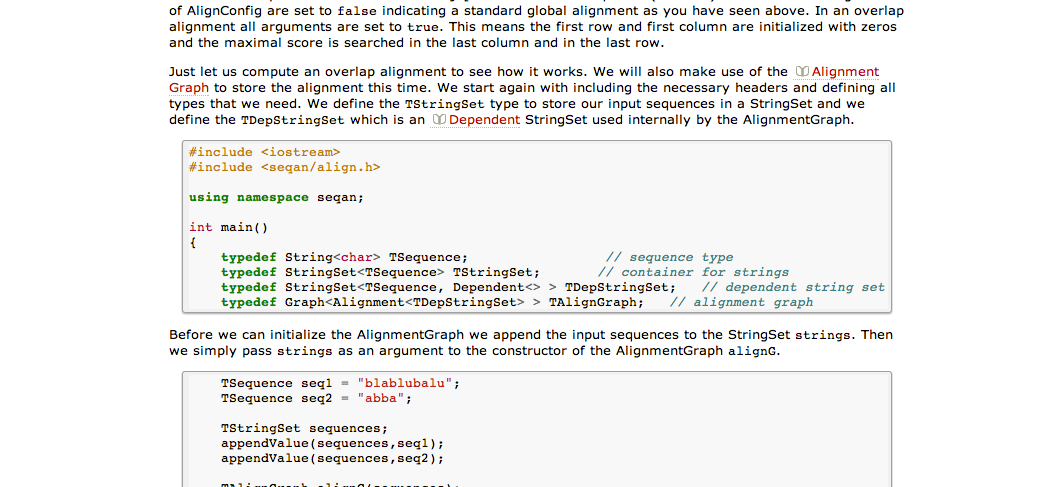 of AlignConfig are set to false indicating a standard global alignment as you have seen above. In an overlap
alignment all arguments are set to true. This means the first row and first column are initialized with zeros
and the maximal score is searched in the last column and in the last row.
Just let us compute an overlap alignment to see how it works. We will also make use of the Alignment
Graph to store the alignment this time. We start again with including the necessary headers and defining all
types that we need. We define the TStringSet type to store our input sequences in a StringSet and we
define the TDepStringSet which is an Dependent StringSet used internally by the AlignmentGraph.
#include <iostream>
#include <seqan/align.h>
using namespace seqan;
int main()
{
typedef String<char> TSequence; // sequence type
typedef StringSet<TSequence> TStringSet; // container for strings
typedef StringSet<TSequence, Dependent<> > TDepStringSet; // dependent string set
typedef Graph<Alignment<TDepStringSet> > TAlignGraph; // alignment graph
Before we can initialize the AlignmentGraph we append the input sequences to the StringSet strings. Then
we simply pass strings as an argument to the constructor of the AlignmentGraph alignG.
TSequence seq1 = "blablubalu";
TSequence seq2 = "abba";
TStringSet sequences;
appendValue(sequences,seq1);
appendValue(sequences,seq2);